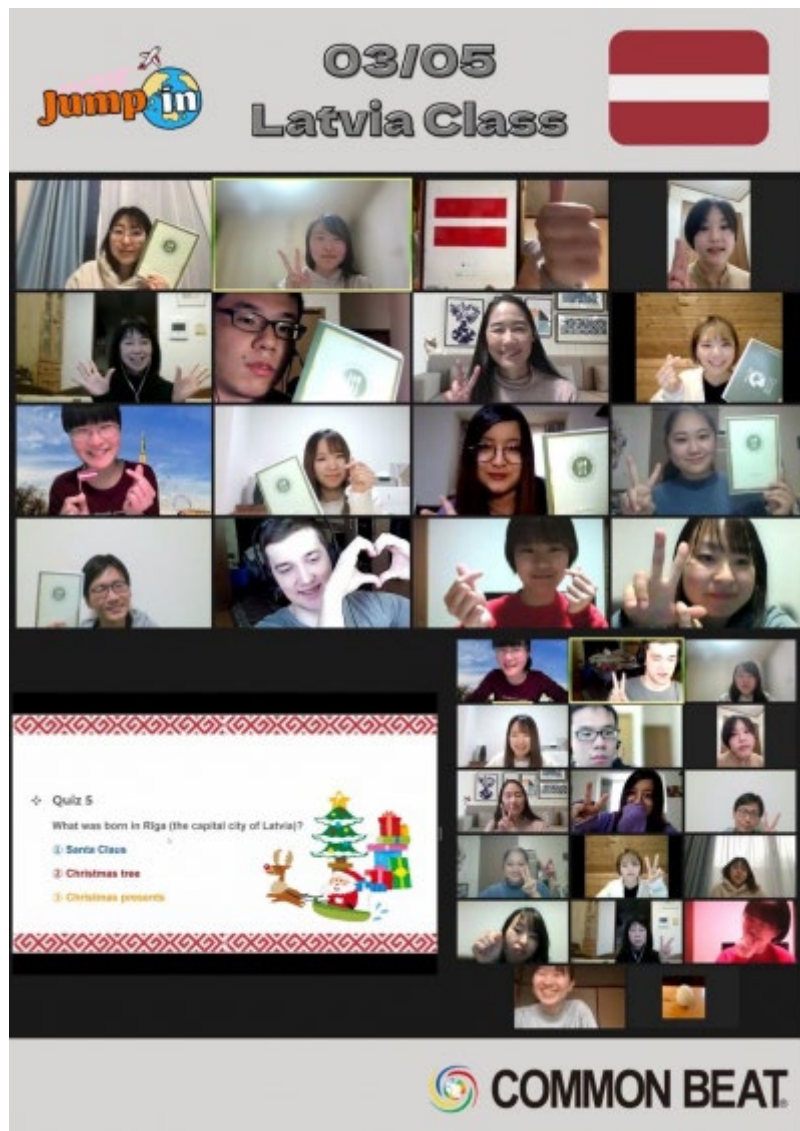 Jump in
03/05
Latvia Class
Quiz 5
What was born in Riga (the capital city of Latvia)?
① Santa Claus
② Christmas tree
③ Christmas presents
COMMON BEAT